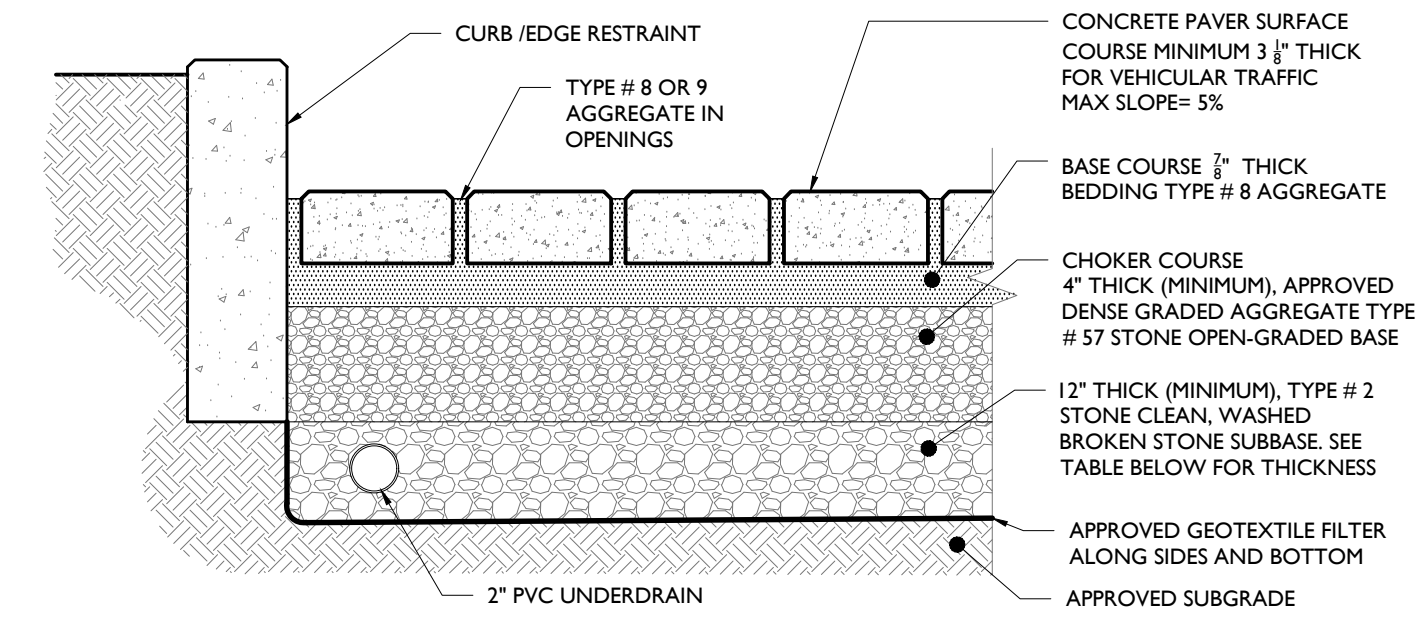 CURB /EDGE RESTRAINT
TYPE # 8 OR 9
AGGREGATE IN
OPENINGS
CONCRETE PAVER SURFACE
COURSE MINIMUM 3 1/8" THICK
FOR VEHICULAR TRAFFIC
MAX SLOPE= 5%
BASE COURSE 7/8" THICK
BEDDING TYPE # 8 AGGREGATE
CHOKER COURSE
4" THICK (MINIMUM), APPROVED
DENSE GRADED AGGREGATE TYPE
# 57 STONE OPEN-GRADED BASE
12" THICK (MINIMUM), TYPE # 2
STONE CLEAN, WASHED
BROKEN STONE SUBBASE. SEE
TABLE BELOW FOR THICKNESS
APPROVED GEOTEXTILE FILTER
ALONG SIDES AND BOTTOM
2" PVC UNDERDRAIN
APPROVED SUBGRADE